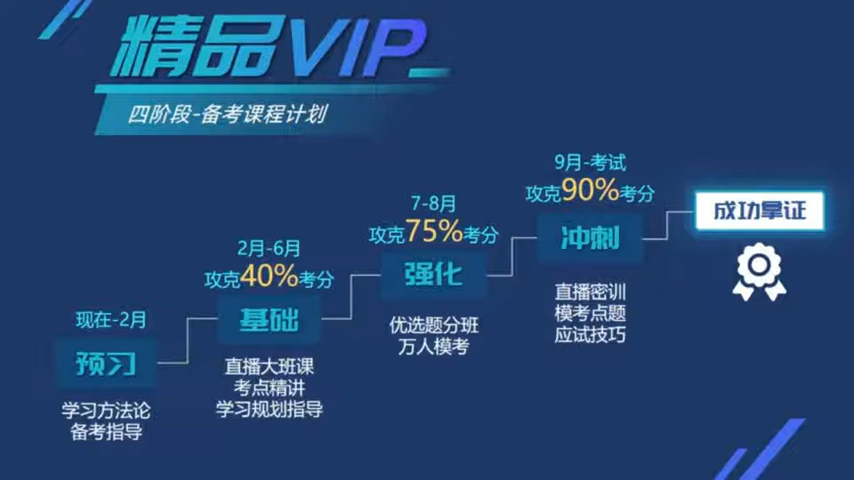 精品VIP
四阶段-备考课程计划
现在-2月
预习
学习方法论
备考指导
2月-6月
攻克40%考分
基础
直播大班课
考点精讲
学习规划指导
7-8月
攻克75%考分
强化
优选题分班
万人模考
9月-考试
攻克90%考分
冲刺
直播密训
模考点题
应试技巧
成功拿证